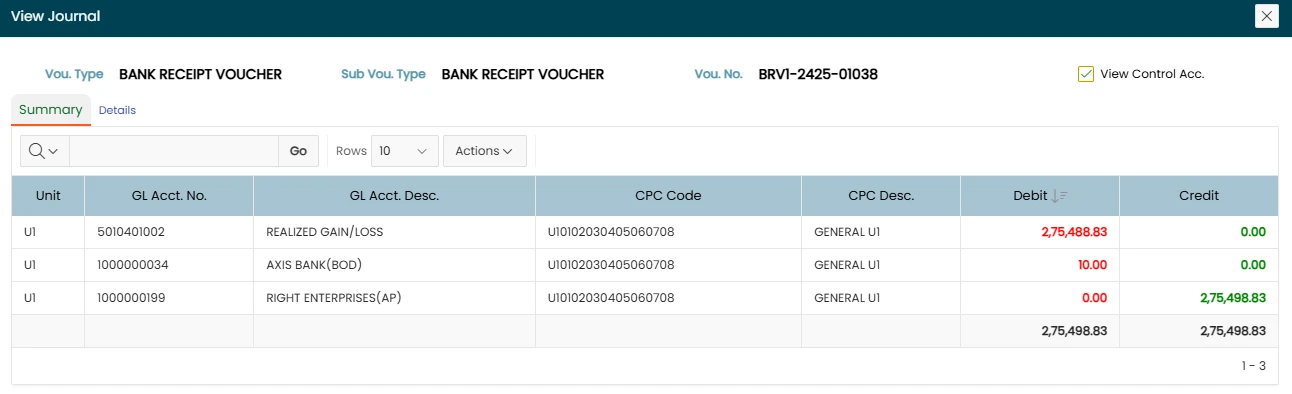 View Journal
Vou. Type BANK RECEIPT VOUCHER Sub Vou. Type BANK RECEIPT VOUCHER Vou. No. BRV1-2425-01038 View Control Acc.
Summary Details
Go Rows 10 Actions
Unit GL Acct. No. GL Acct. Desc. CPC Code CPC Desc. Debit Credit
U1 5010401002 REALIZED GAIN/LOSS U10102030405060708 GENERAL U1 2,75,488.83 0.00
U1 1000000034 AXIS BANK(BOD) U10102030405060708 GENERAL U1 10.00 0.00
U1 1000000199 RIGHT ENTERPRISES(AP) U10102030405060708 GENERAL U1 0.00 2,75,498.83
2,75,498.83 2,75,498.83
1 - 3